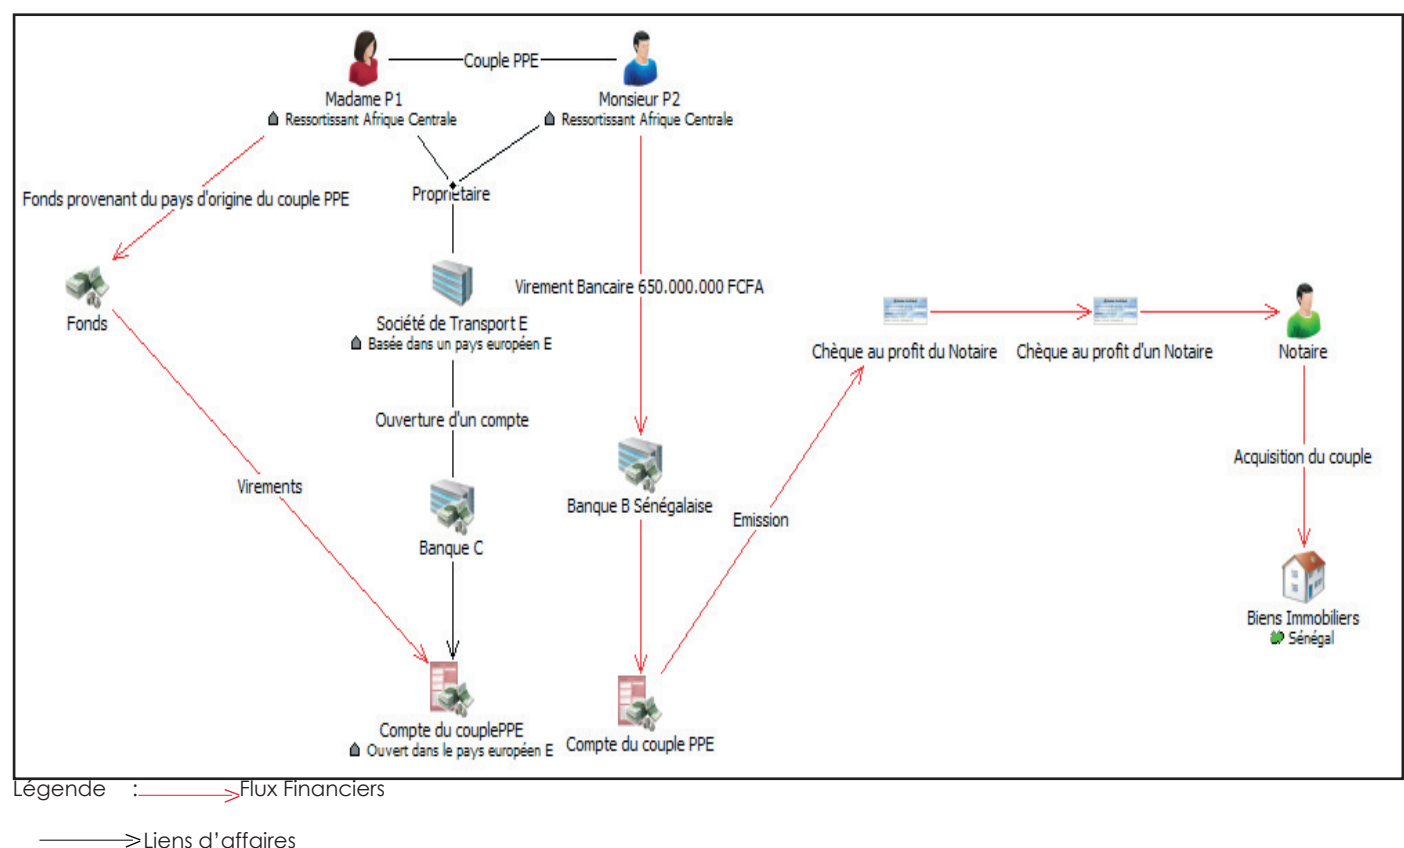 Couple PPE
Madame P1
Ressortissant Afrique Centrale
Monsieur P2
Ressortissant Afrique Centrale
Fonds provenant du pays d'origine du couple PPE
Propriétaire
Fonds
Société de Transport E
Basée dans un pays européen E
Virement Bancaire 650.000.000 FCFA
Chèque au profit du Notaire
Chèque au profit d'un Notaire
Notaire
Ouverture d'un compte
Acquisition du couple
Virements
Banque C
Banque B Sénégalaise
Emission
Biens Immobiliers
Sénégal
Compte du couplePPE
Ouvert dans le pays européen E
Compte du couple PPE
Légende : Flux Financiers
Liens d’affaires